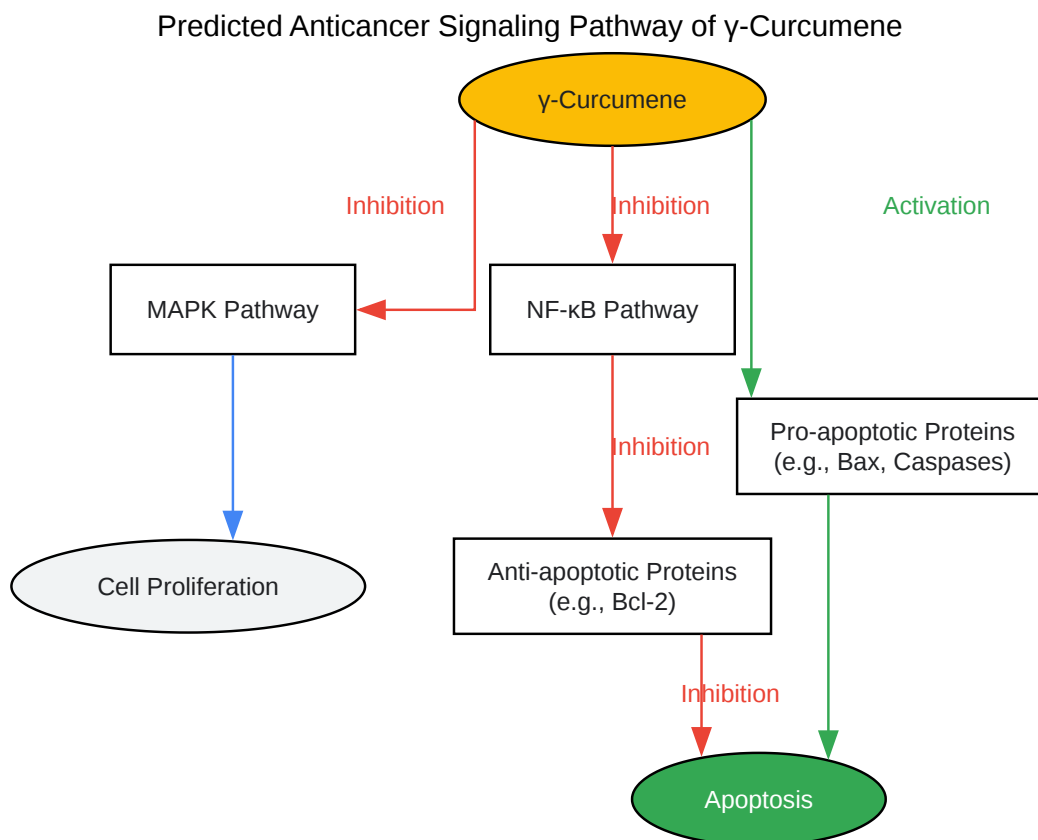 Predicted Anticancer Signaling Pathway of γ-Curcumene
γ-Curcumene
Inhibition
Inhibition
Activation
MAPK Pathway
NF-κB Pathway
Inhibition
Pro-apoptotic Proteins
(e.g., Bax, Caspases)
Anti-apoptotic Proteins
(e.g., Bcl-2)
Cell Proliferation
Inhibition
Apoptosis